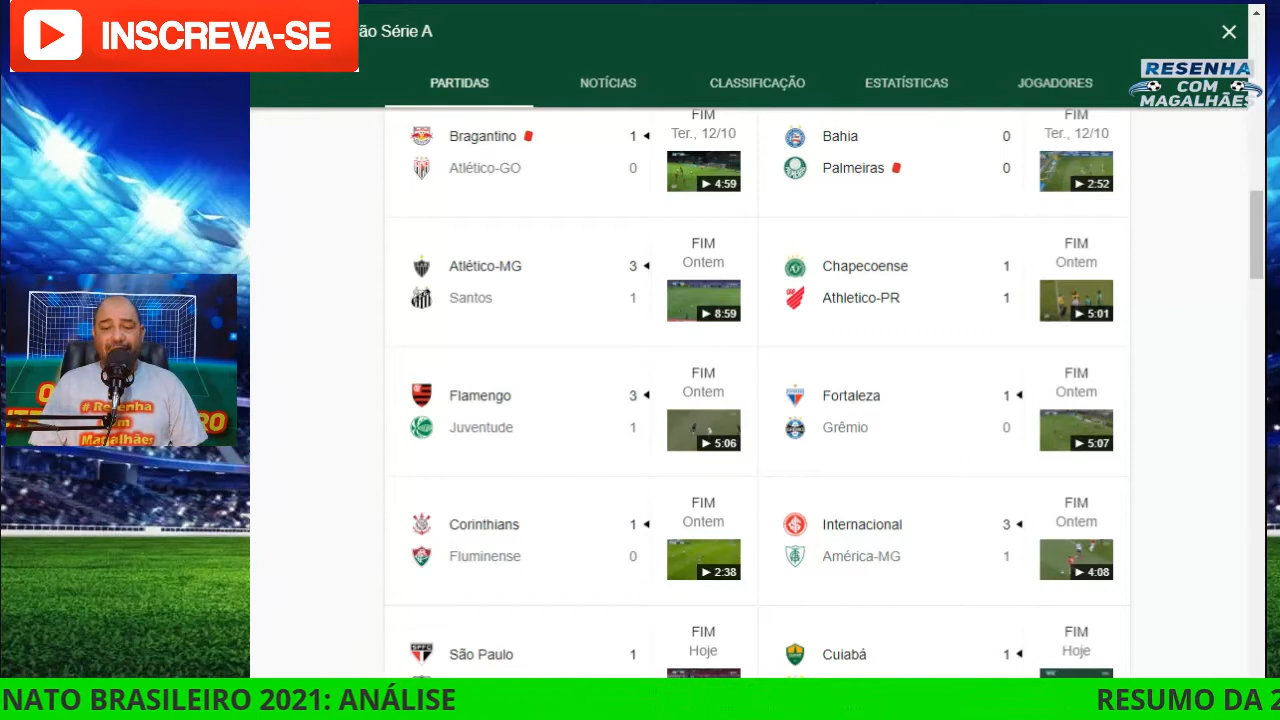 INSCREVA-SE
ão Série A
RESENHA
COM
MAGALHÃES
PARTIDAS
NOTÍCIAS
CLASSIFICAÇÃO
ESTATÍSTICAS
JOGADORES
FIM
Bragantino 1
Ter., 12/10
Atlético-GO 0
4:59
FIM
Bahia 0
Ter., 12/10
Palmeiras 0
2:52
FIM
Atlético-MG 3
Ontem
Santos 1
8:59
FIM
Chapecoense 1
Ontem
Athletico-PR 1
5:01
FIM
Flamengo 3
Ontem
Juventude 1
5:06
FIM
Fortaleza 1
Ontem
Grêmio 0
5:07
FIM
Corinthians 1
Ontem
Fluminense 0
2:38
FIM
Internacional 3
Ontem
América-MG 1
4:08
FIM
São Paulo 1
Hoje
FIM
Cuiabá 1
Hoje
# Resenha
Com
Magalhães
NATO BRASILEIRO 2021: ANÁLISE
RESUMO DA 2